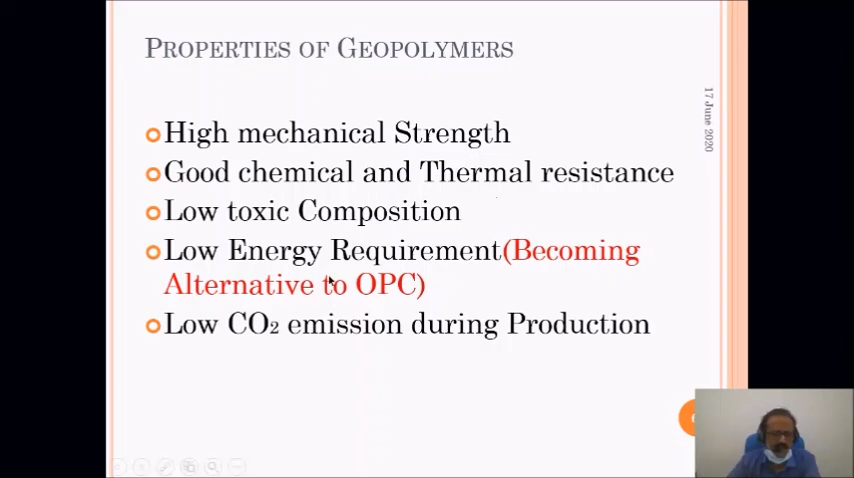 PROPERTIES OF GEOPOLYMERS
17 June 2020
High mechanical Strength
Good chemical and Thermal resistance
Low toxic Composition
Low Energy Requirement(Becoming
Alternative to OPC)
Low CO₂ emission during Production